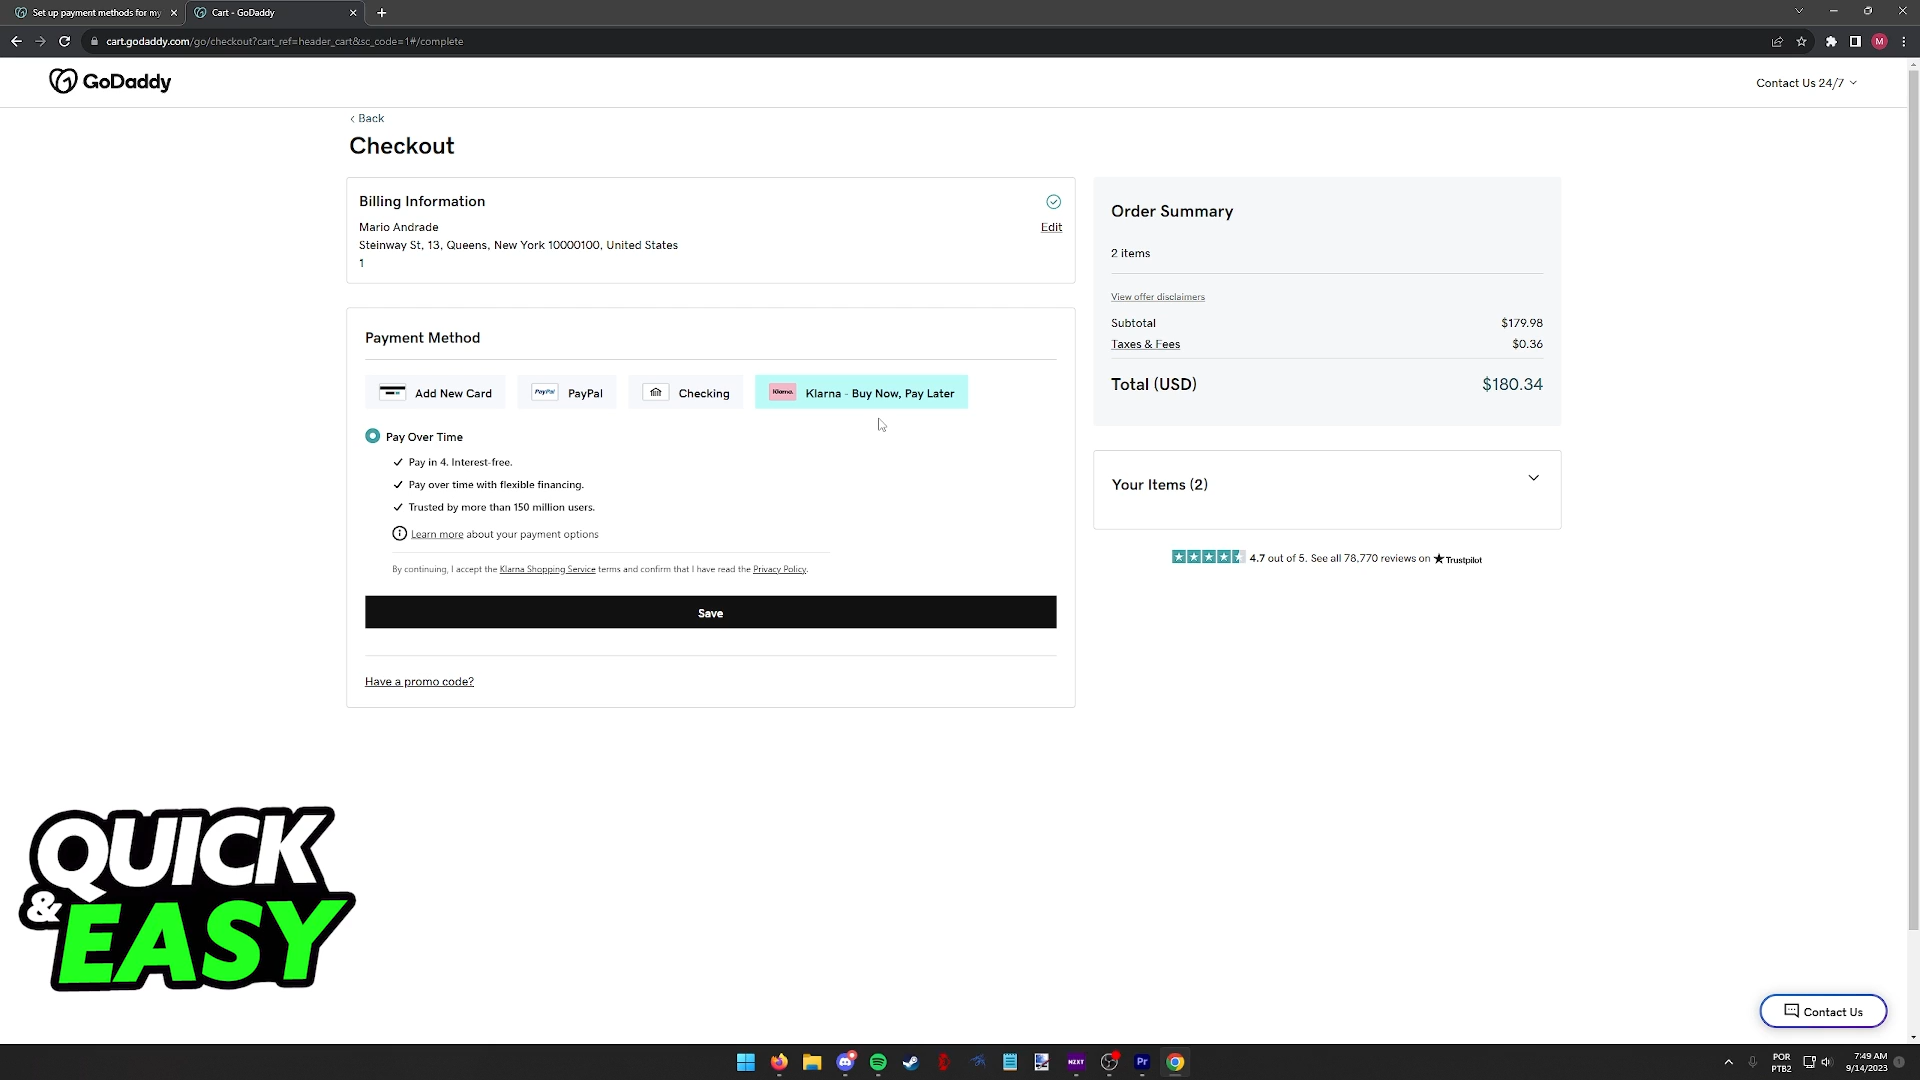 Set up payment methods for my
Cart - GoDaddy
cart.godaddy.com/go/checkout?cart_ref=header_cart&sc_code=1#/complete
M
GoDaddy
Contact Us 24/7
Back
Checkout
Billing Information
Mario Andrade
Edit
Steinway St, 13, Queens, New York 10000100, United States
1
Payment Method
Add New Card
PayPal PayPal
Checking
Klarna. Klarna - Buy Now, Pay Later
Pay Over Time
Pay in 4. Interest-free.
Pay over time with flexible financing.
Trusted by more than 150 million users.
Learn more about your payment options
By continuing, I accept the Klarna Shopping Service terms and confirm that I have read the Privacy Policy.
Save
Have a promo code?
Order Summary
2 items
View offer disclaimers
Subtotal $179.98
Taxes & Fees $0.36
Total (USD) $180.34
Your Items (2)
4.7 out of 5. See all 78,770 reviews on Trustpilot
QUICK
& EASY
Contact Us
NZXT
Pr
POR
PTB2
7:49 AM
9/14/2023
1